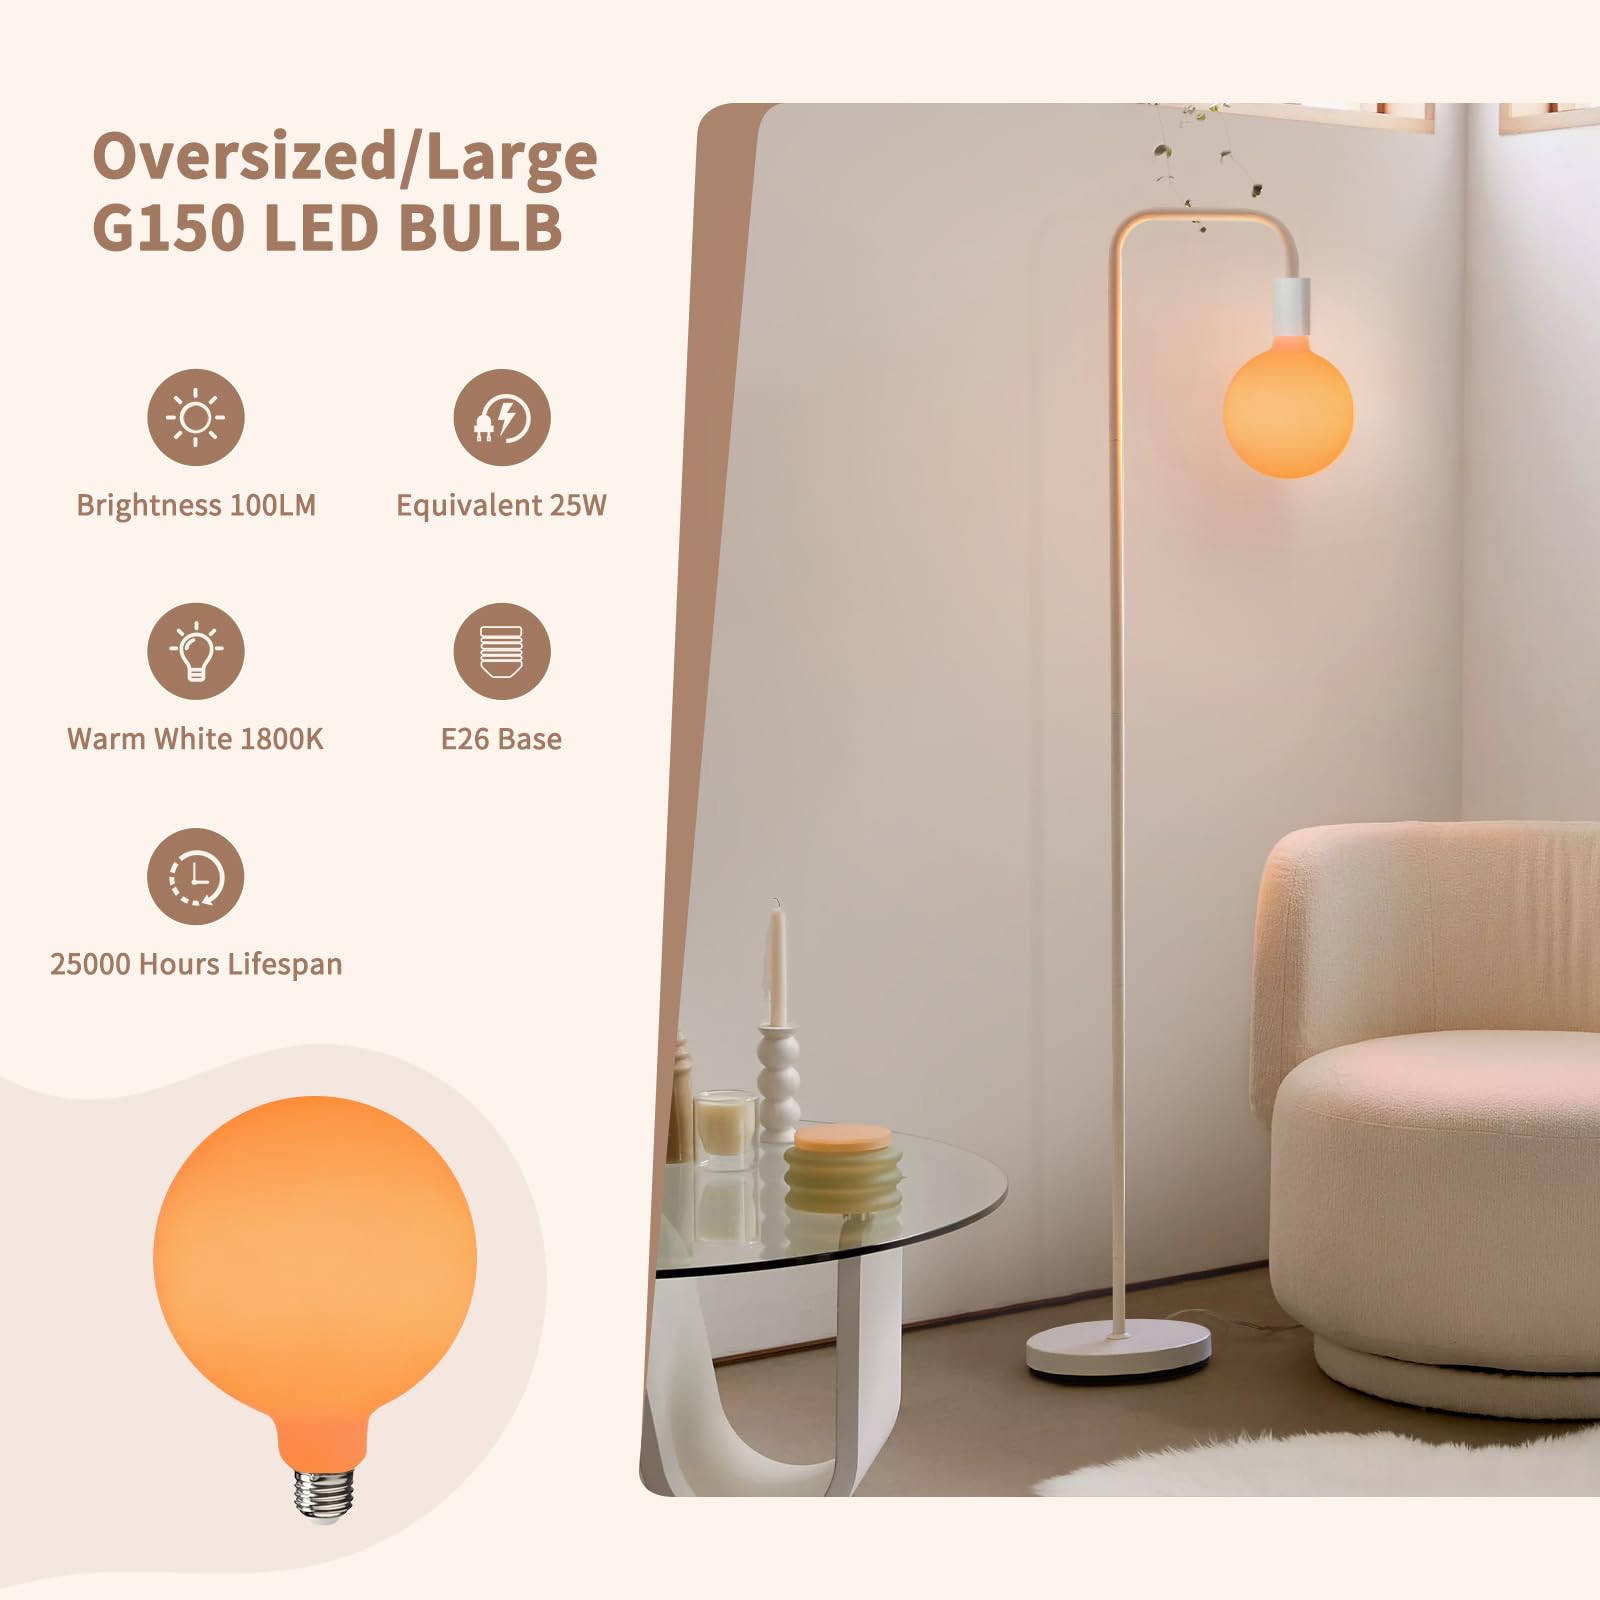 Oversized/Large
G150 LED BULB
Brightness 100LM
Equivalent 25W
Warm White 1800K
E26 Base
25000 Hours Lifespan